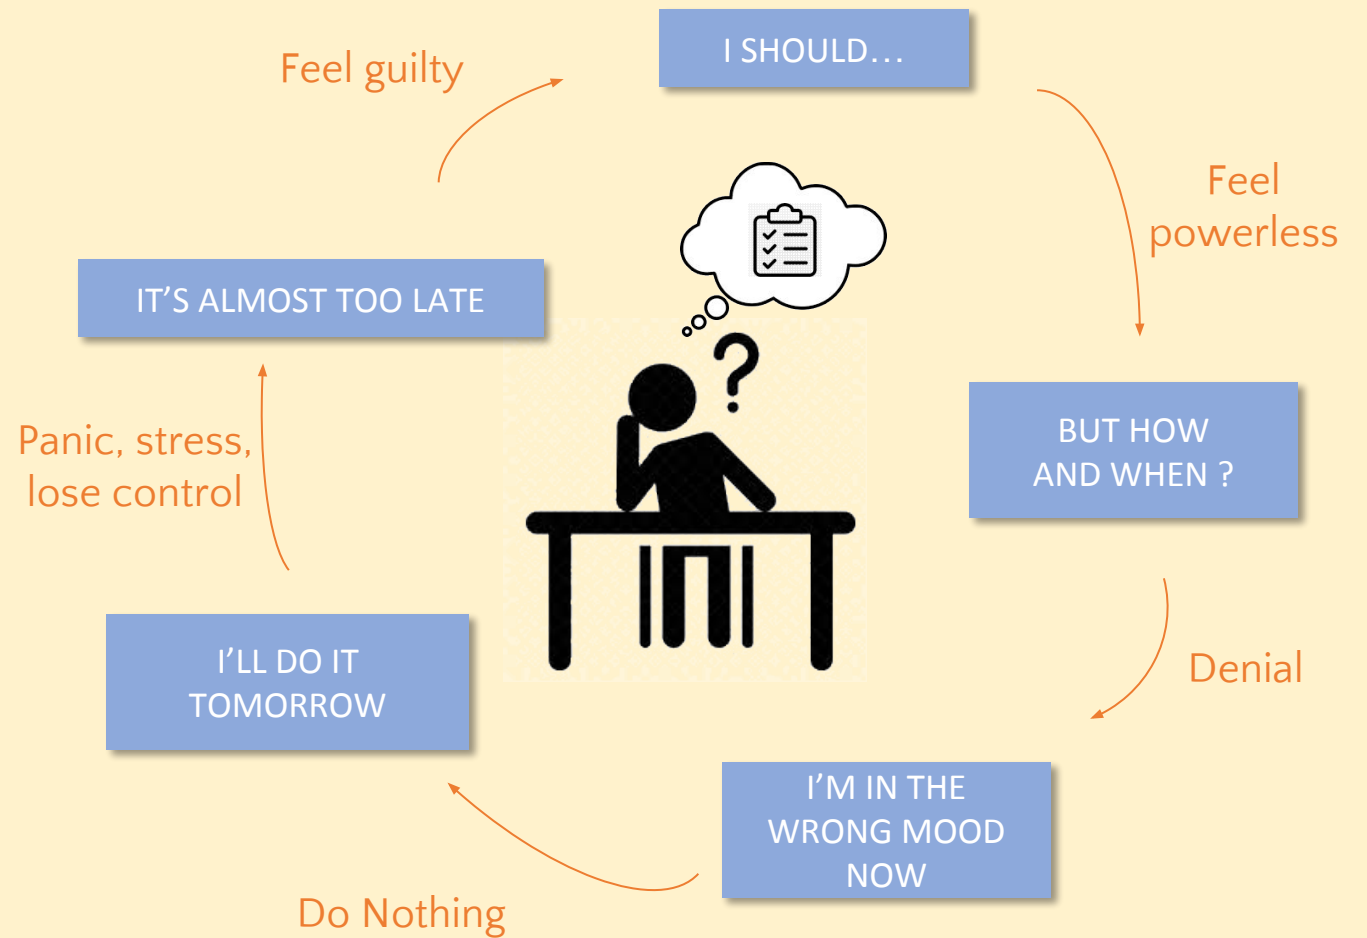 I SHOULD…
Feel guilty
Feel
powerless
IT’S ALMOST TOO LATE
BUT HOW
AND WHEN ?
Panic, stress,
lose control
Denial
I’LL DO IT
TOMORROW
I’M IN THE
WRONG MOOD
NOW
Do Nothing